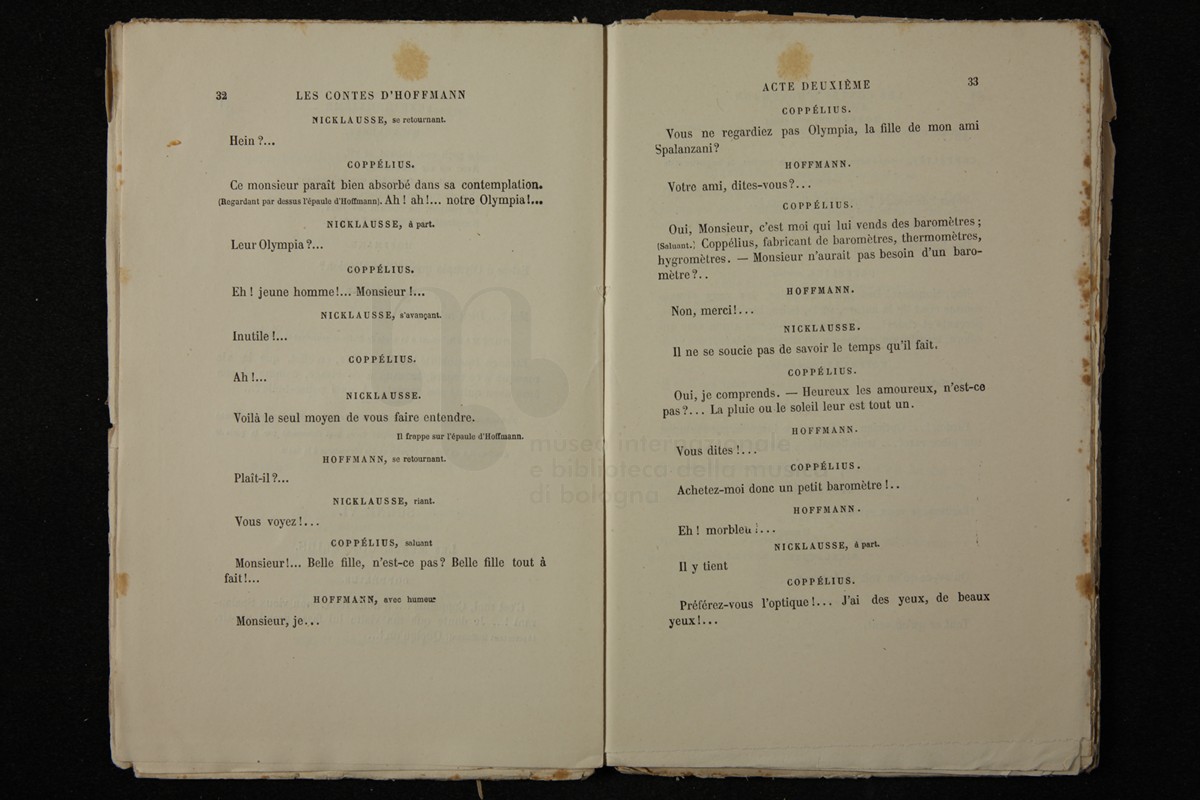 32
LES CONTES D'HOFFMANN
NICKLAUSSE, se retournant.
Hein ?...
COPPÉLIUS.
Ce monsieur paraît bien absorbé dans sa contemplation.
(Regardant par dessus l'épaule d'Hoffmann). Ah ! ah !... notre Olympia !...
NICKLAUSSE, à part.
Leur Olympia ?...
COPPÉLIUS.
Eh ! jeune homme !... Monsieur !...
NICKLAUSSE, s'avançant.
Inutile !...
COPPÉLIUS.
Ah !...
NICKLAUSSE.
Voilà le seul moyen de vous faire entendre.
Il frappe sur l'épaule d'Hoffmann.
HOFFMANN, se retournant.
Plaît-il ?...
NICKLAUSSE, riant.
Vous voyez !...
COPPÉLIUS, saluant
Monsieur !... Belle fille, n'est-ce pas ? Belle fille tout à
fait !...
HOFFMANN, avec humeur
Monsieur, je...
ACTE DEUXIÈME
33
COPPÉLIUS.
Vous ne regardiez pas Olympia, la fille de mon ami
Spalanzani ?
HOFFMANN.
Votre ami, dites-vous ?...
COPPÉLIUS.
Oui, Monsieur, c'est moi qui lui vends des baromètres ;
(Saluant.) Coppélius, fabricant de baromètres, thermomètres,
hygromètres. — Monsieur n'aurait pas besoin d'un baro-
mètre ?..
HOFFMANN.
Non, merci !...
NICKLAUSSE.
Il ne se soucie pas de savoir le temps qu'il fait.
COPPÉLIUS.
Oui, je comprends. — Heureux les amoureux, n'est-ce
pas ?... La pluie ou le soleil leur est tout un.
HOFFMANN.
Vous dites !...
COPPÉLIUS.
Achetez-moi donc un petit baromètre !..
HOFFMANN.
Eh ! morbleu !...
NICKLAUSSE, à part.
Il y tient
COPPÉLIUS.
Préférez-vous l'optique !... J'ai des yeux, de beaux
yeux !...
museo internazionale
e biblioteca della musica
di bologna